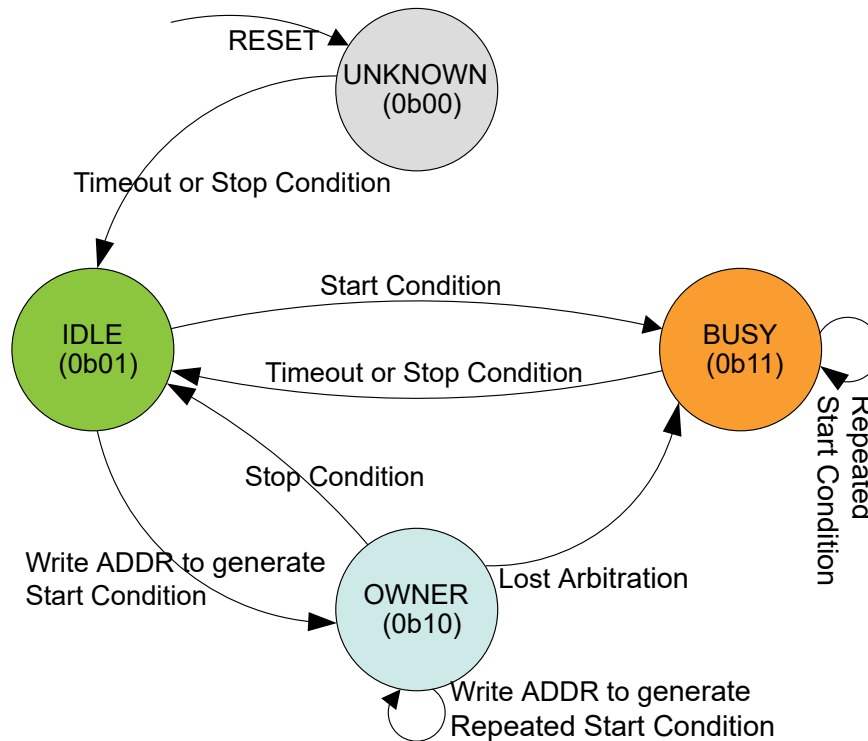 RESET
UNKNOWN
(0b00)
Timeout or Stop Condition
Start Condition
IDLE
(0b01)
BUSY
(0b11)
Timeout or Stop Condition
Repeated
Start Condition
Stop Condition
Write ADDR to generate
Start Condition
Lost Arbitration
OWNER
(0b10)
Write ADDR to generate
Repeated Start Condition